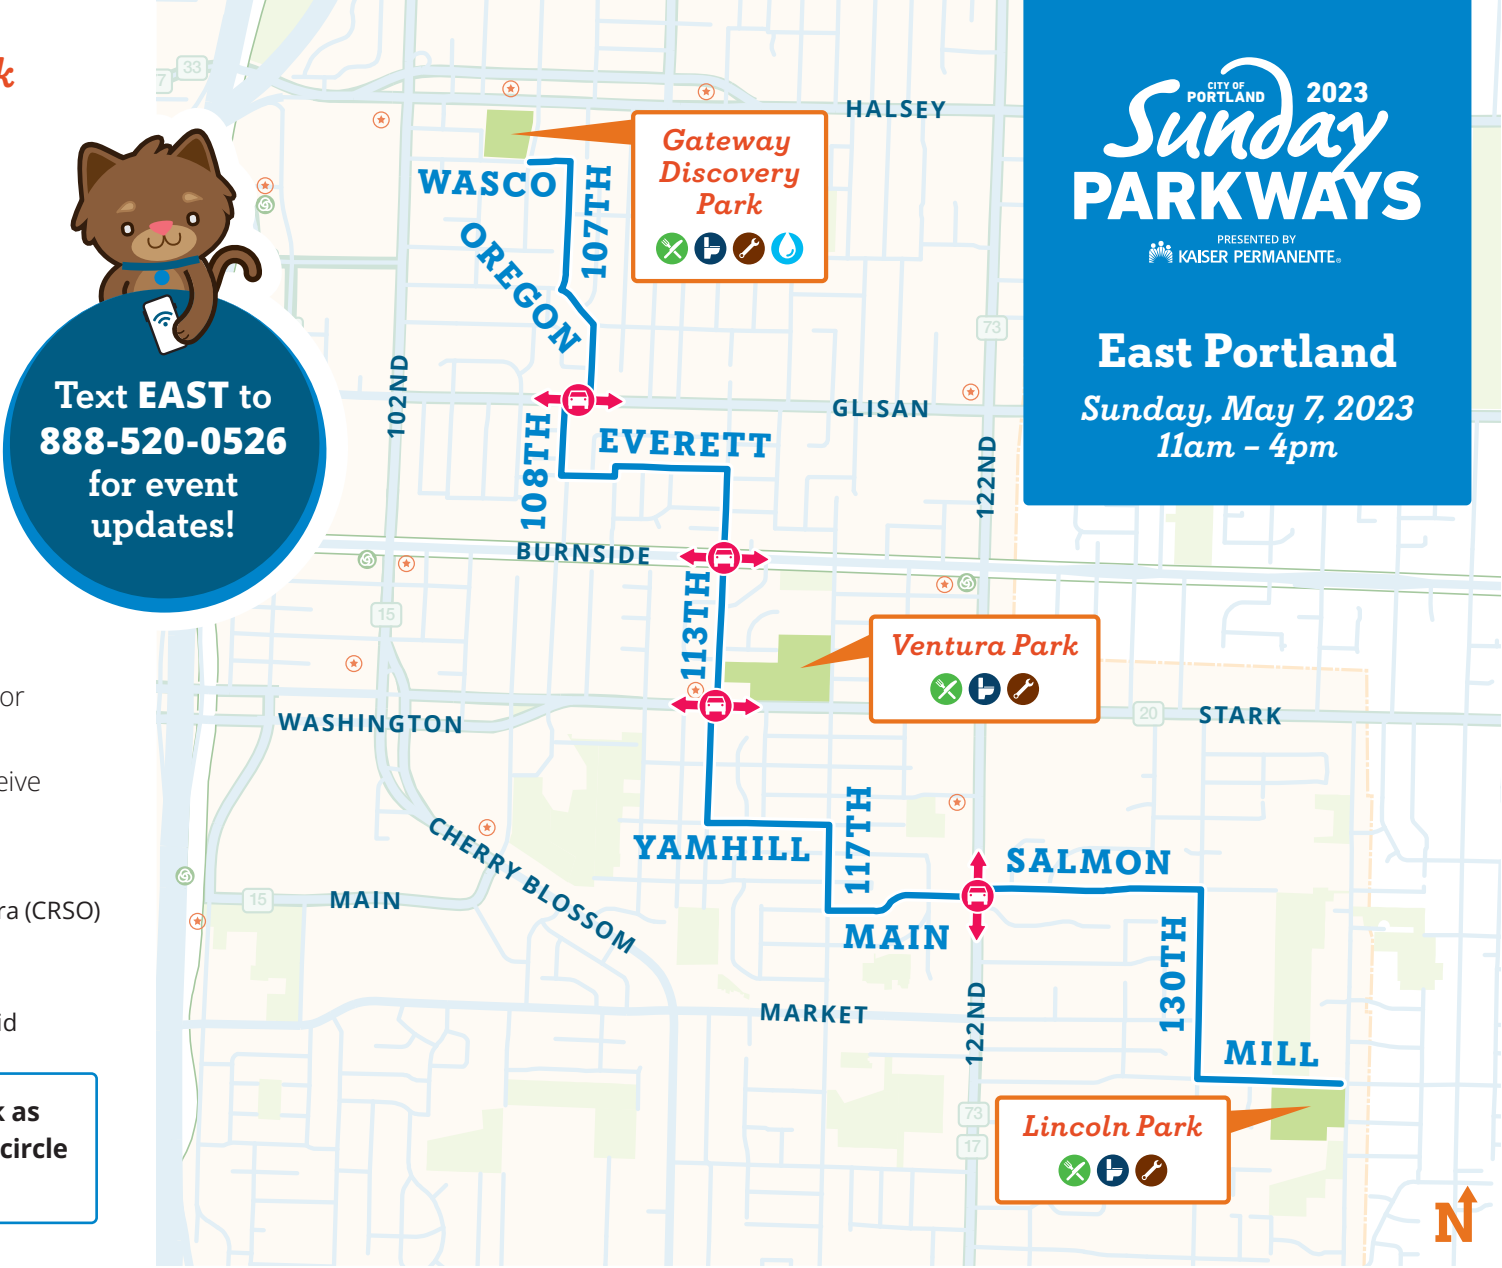 k
Text EAST to
888-520-0526
for event
updates!
or
eive
ra (CRSO)
id
k as
circle
CITY OF
PORTLAND
2023
Sunday
PARKWAYS
PRESENTED BY
KAISER PERMANENTE®
East Portland
Sunday, May 7, 2023
11am – 4pm
33
7
HALSEY
Gateway
Discovery
Park
WASCO
107TH
OREGON
73
102ND
GLISAN
108TH
EVERETT
122ND
BURNSIDE
113TH
15
Ventura Park
WASHINGTON
20
STARK
117TH
YAMHILL
CHERRY BLOSSOM
SALMON
15
MAIN
MAIN
130TH
MARKET
122ND
MILL
73
17
Lincoln Park
N